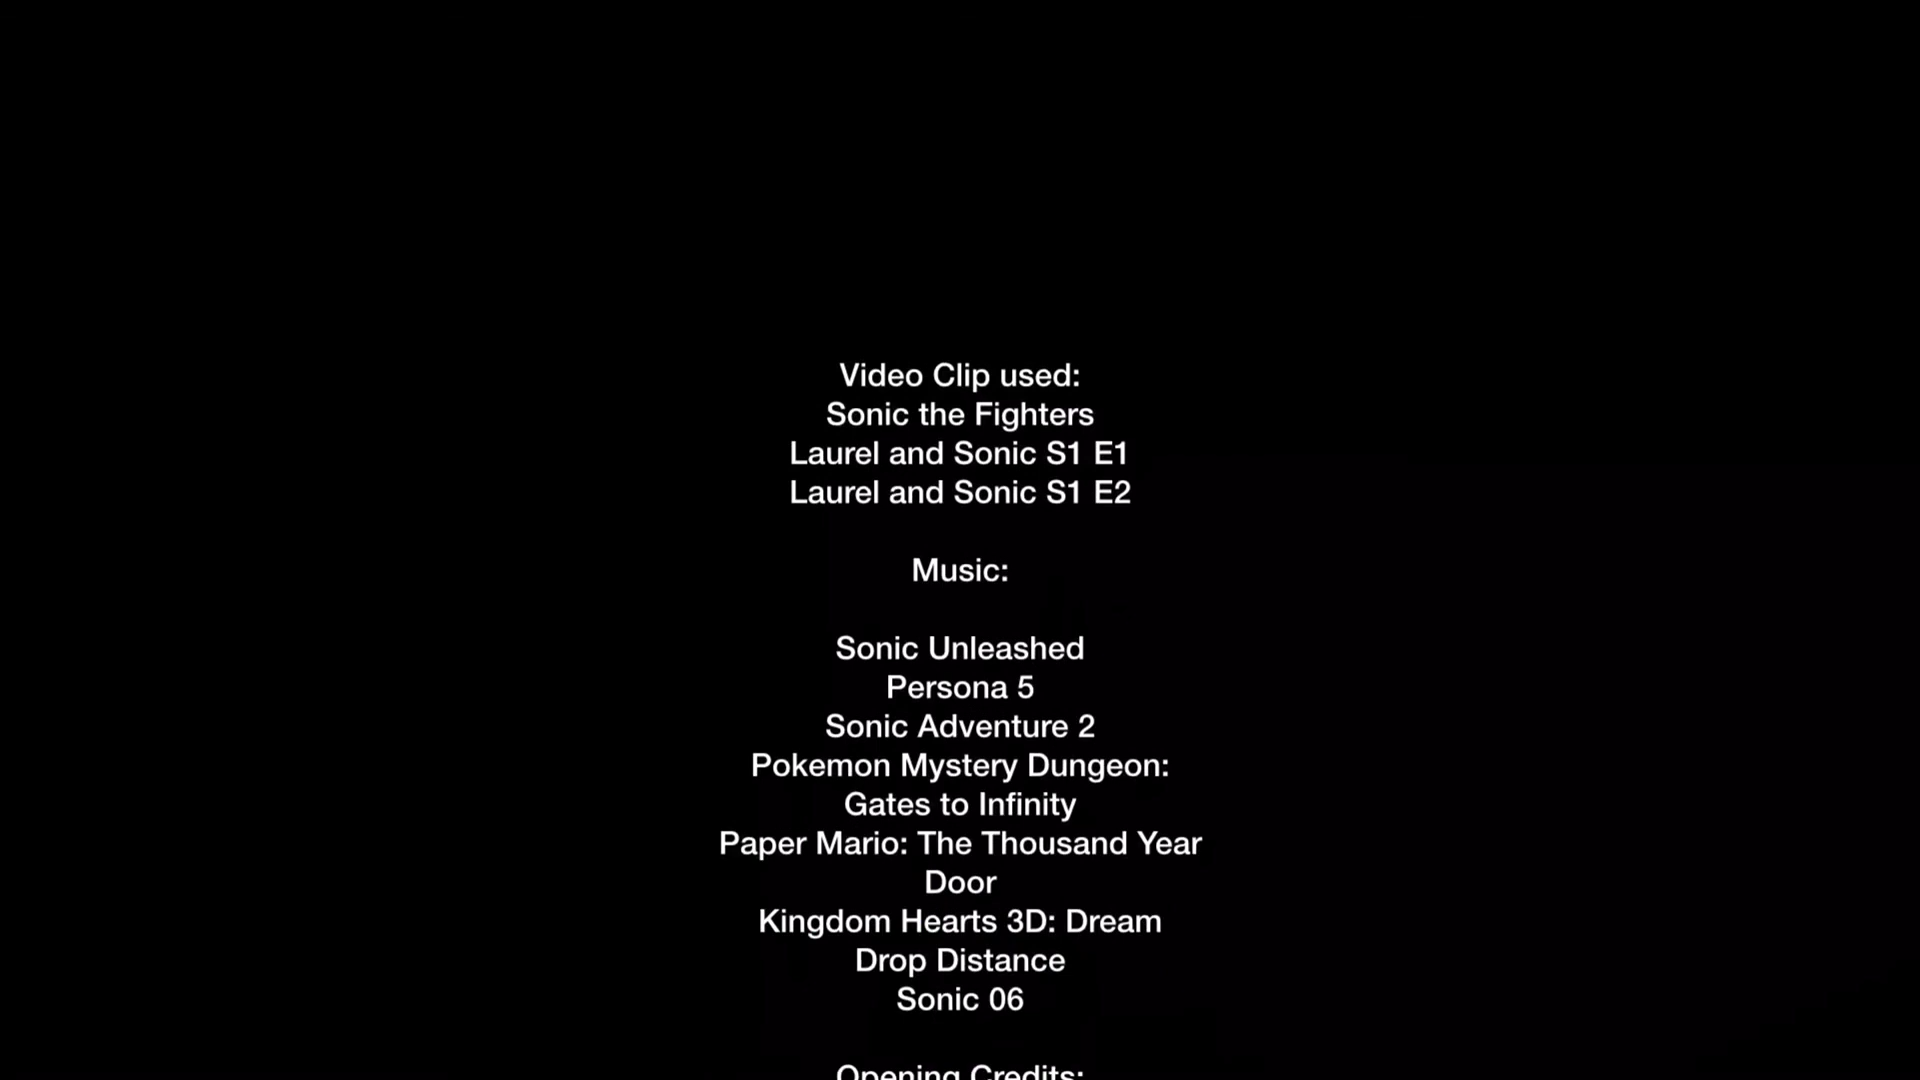 Video Clip used:
Sonic the Fighters
Laurel and Sonic S1 E1
Laurel and Sonic S1 E2
Music:
Sonic Unleashed
Persona 5
Sonic Adventure 2
Pokemon Mystery Dungeon:
Gates to Infinity
Paper Mario: The Thousand Year
Door
Kingdom Hearts 3D: Dream
Drop Distance
Sonic 06
Opening Credits: